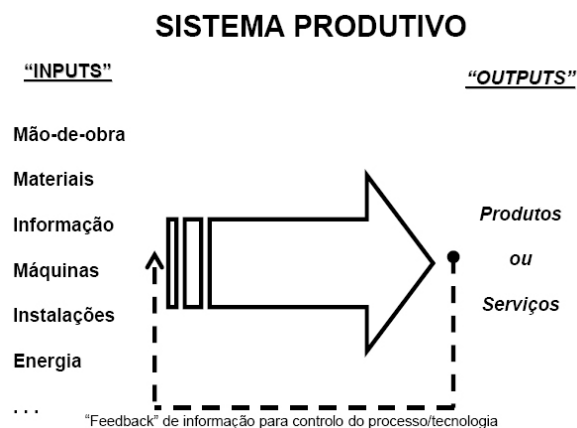 SISTEMA PRODUTIVO
“INPUTS”
“OUTPUTS”
Mão-de-obra
Materiais
Informação
Máquinas
Instalações
Energia
. . .
Produtos
ou
Serviços
“Feedback” de informação para controlo do processo/tecnologia